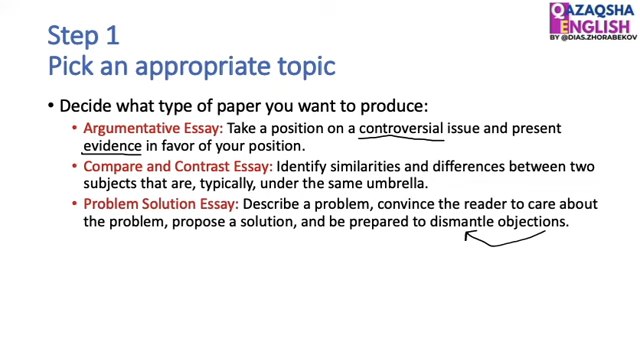 QAZAQSHA
ENGLISH
BY @DIAS.ZHORABEKOV
Step 1
Pick an appropriate topic
• Decide what type of paper you want to produce:
• Argumentative Essay: Take a position on a controversial issue and present
evidence in favor of your position.
• Compare and Contrast Essay: Identify similarities and differences between two
subjects that are, typically, under the same umbrella.
• Problem Solution Essay: Describe a problem, convince the reader to care about
the problem, propose a solution, and be prepared to dismantle objections.